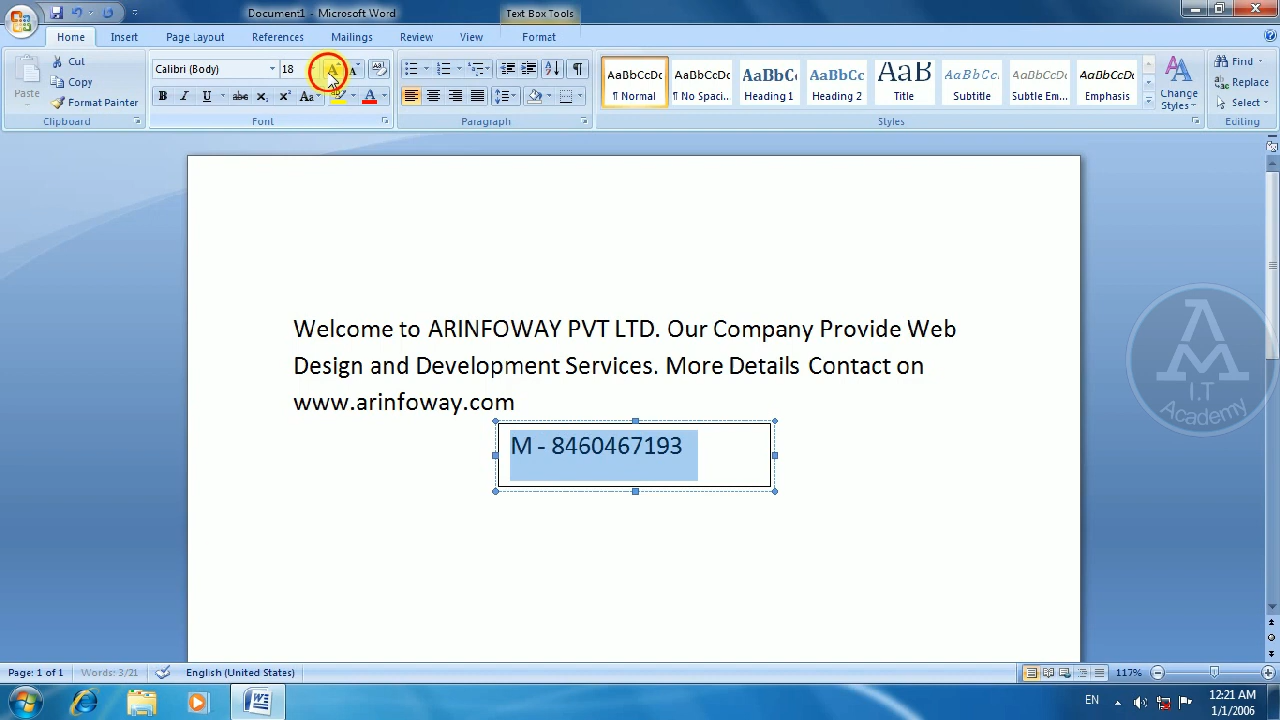 Document1 - Microsoft Word
Text Box Tools
Home Insert Page Layout References Mailings Review View Format
Paste
Cut
Copy
Format Painter
Clipboard
Calibri (Body) 18
Font
Paragraph
AaBbCcDc AaBbCcDc AaBbCc AaBbCc AaB AaBbCc. AaBbCcDc AaBbCcDc
¶ Normal ¶ No Spaci... Heading 1 Heading 2 Title Subtitle Subtle Em... Emphasis
Change Styles
Styles
Find
Replace
Select
Editing
Welcome to ARINFOWAY PVT LTD. Our Company Provide Web
Design and Development Services. More Details Contact on
www.arinfoway.com
M - 8460467193
AM
I.T
Academy
Page: 1 of 1 Words: 3/21 English (United States) 117%
EN 12:21 AM
1/1/2006